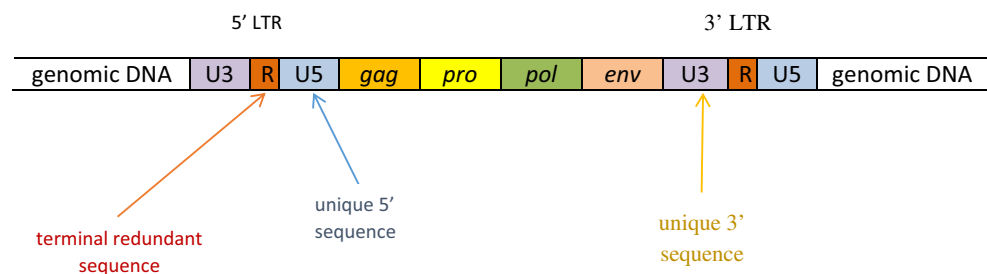 5’ LTR 3’ LTR
genomic DNA U3 R U5 gag pro pol env U3 R U5 genomic DNA
terminal redundant
sequence
unique 5’
sequence
unique 3’
sequence